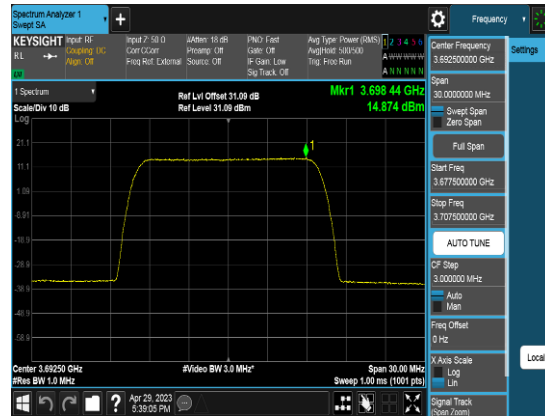 Spectrum Analyzer 1
Swept SA
+
Frequency
KEYSIGHT
RL
Input: RF
Coupling: DC
Align: Off
Input Z: 50 Ω
Corr CCorr
Freq Ref: External
#Atten: 18 dB
Preamp: Off
Source: Off
PNO: Fast
Gate: Off
IF Gain: Low
Sig Track: Off
Avg Type: Power (RMS)
Avg|Hold: 500/500
Trig: Free Run
1 2 3 4 5 6
A W W W W W
A N N N N N
1 Spectrum
Scale/Div 10 dB
Log
Ref Lvl Offset 31.09 dB
Ref Level 31.09 dBm
Mkr1 3.698 44 GHz
14.874 dBm
1
21.1
11.1
1.09
-8.91
-18.9
-28.9
-38.9
-48.9
-58.9
Center 3.69250 GHz
#Res BW 1.0 MHz
#Video BW 3.0 MHz*
Span 30.00 MHz
Sweep 1.00 ms (1001 pts)
Apr 29, 2023
5:39:05 PM
?
Center Frequency
3.692500000 GHz
Span
30.0000000 MHz
Swept Span
Zero Span
Full Span
Start Freq
3.677500000 GHz
Stop Freq
3.707500000 GHz
AUTO TUNE
CF Step
3.000000 MHz
Auto
Man
Freq Offset
0 Hz
X Axis Scale
Log
Lin
Signal Track
(Span Zoom)
Settings
Local